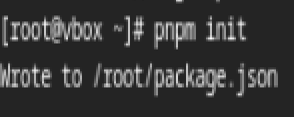 [root@vbox ~]# pnpm init
Wrote to /root/package.json